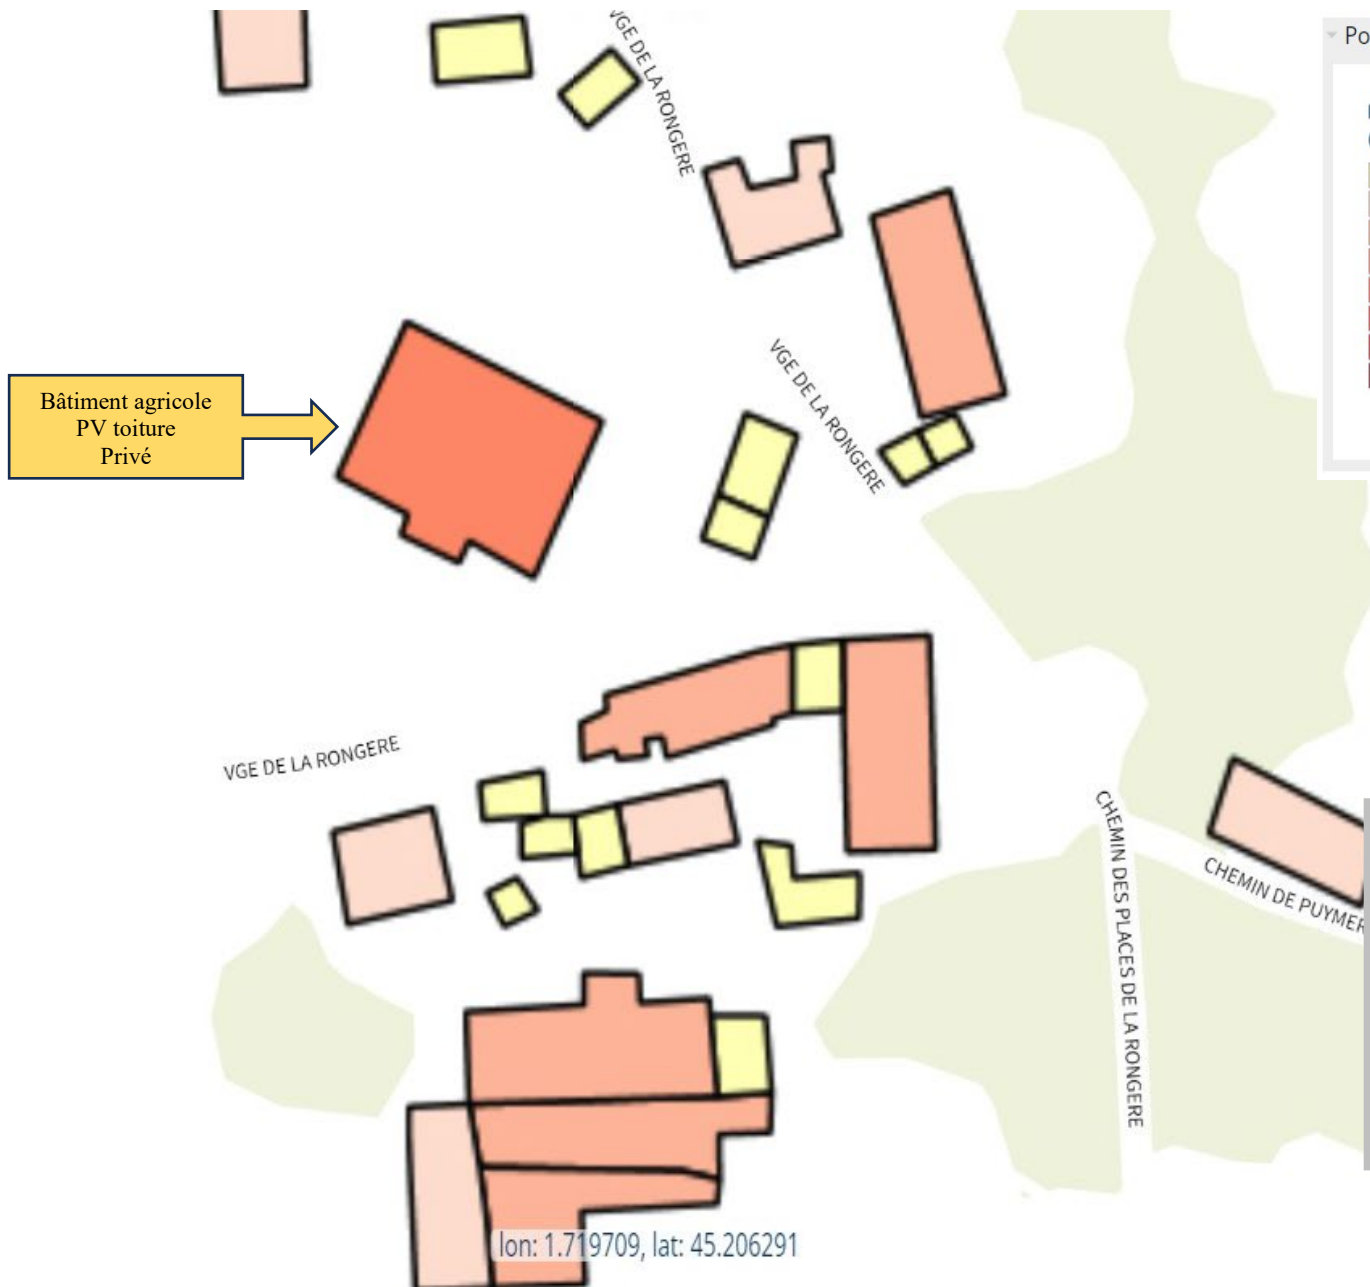 VGE DE LA RONGERE
Po
Bâtiment agricole
PV toiture
Privé
VGE DE LA RONGERE
VGE DE LA RONGERE
CHEMIN DES PLACES DE LA RONGERE
CHEMIN DE PUYMER
lon: 1.719709, lat: 45.206291